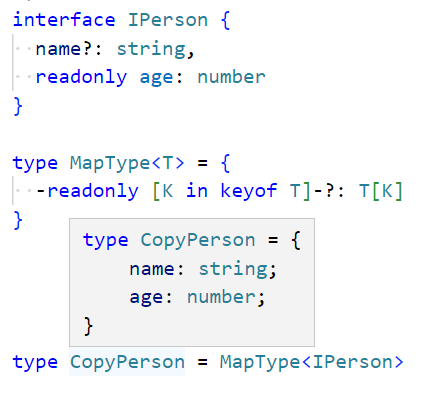 interface IPerson {
  name?: string,
  readonly age: number
}

type MapType<T> = {
  -readonly [K in keyof T]-?: T[K]
}
type CopyPerson = {
    name: string;
    age: number;
}
type CopyPerson = MapType<IPerson>